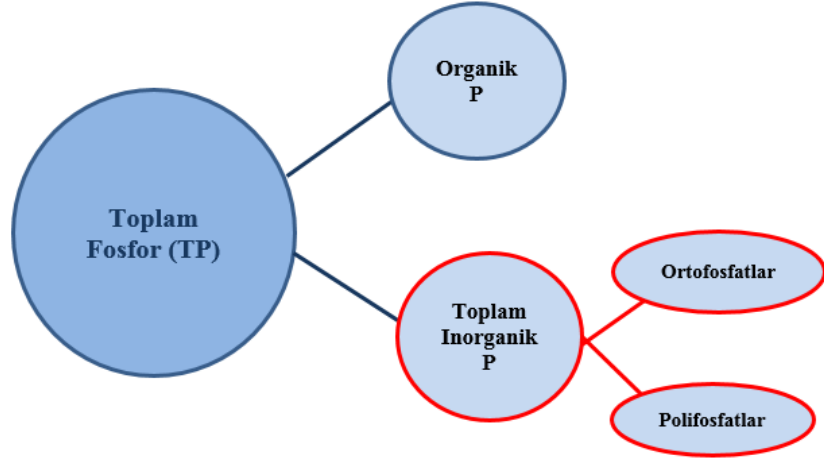 Organik
P
Toplam
Fosfor (TP)
Toplam
Inorganik
P
Ortofosfatlar
Polifosfatlar